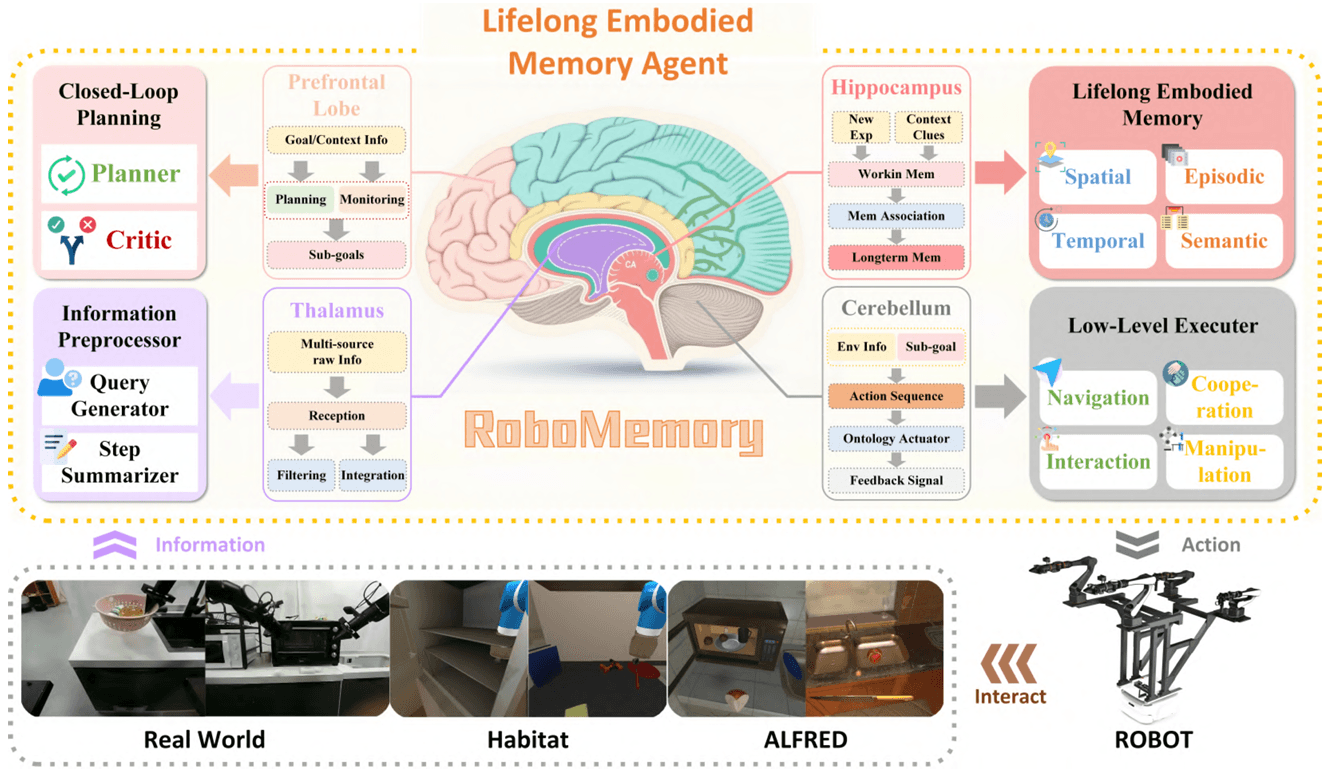 Lifelong Embodied
Memory Agent
Closed-Loop
Planning
Planner
Critic
Prefrontal
Lobe
Goal/Context Info
Planning
Monitoring
Sub-goals
Hippocampus
New
Exp
Context
Clues
Workin Mem
Mem Association
Longterm Mem
Lifelong Embodied
Memory
Spatial
Episodic
Temporal
Semantic
CA
Information
Preprocessor
Query
Generator
Step
Summarizer
Thalamus
Multi-source
raw Info
Reception
Filtering
Integration
RoboMemory
Cerebellum
Env Info
Sub-goal
Action Sequence
Ontology Actuator
Feedback Signal
Low-Level Executer
Navigation
Coope-
ration
Interaction
Manipu-
lation
Information
Action
Real World
Habitat
ALFRED
Interact
ROBOT